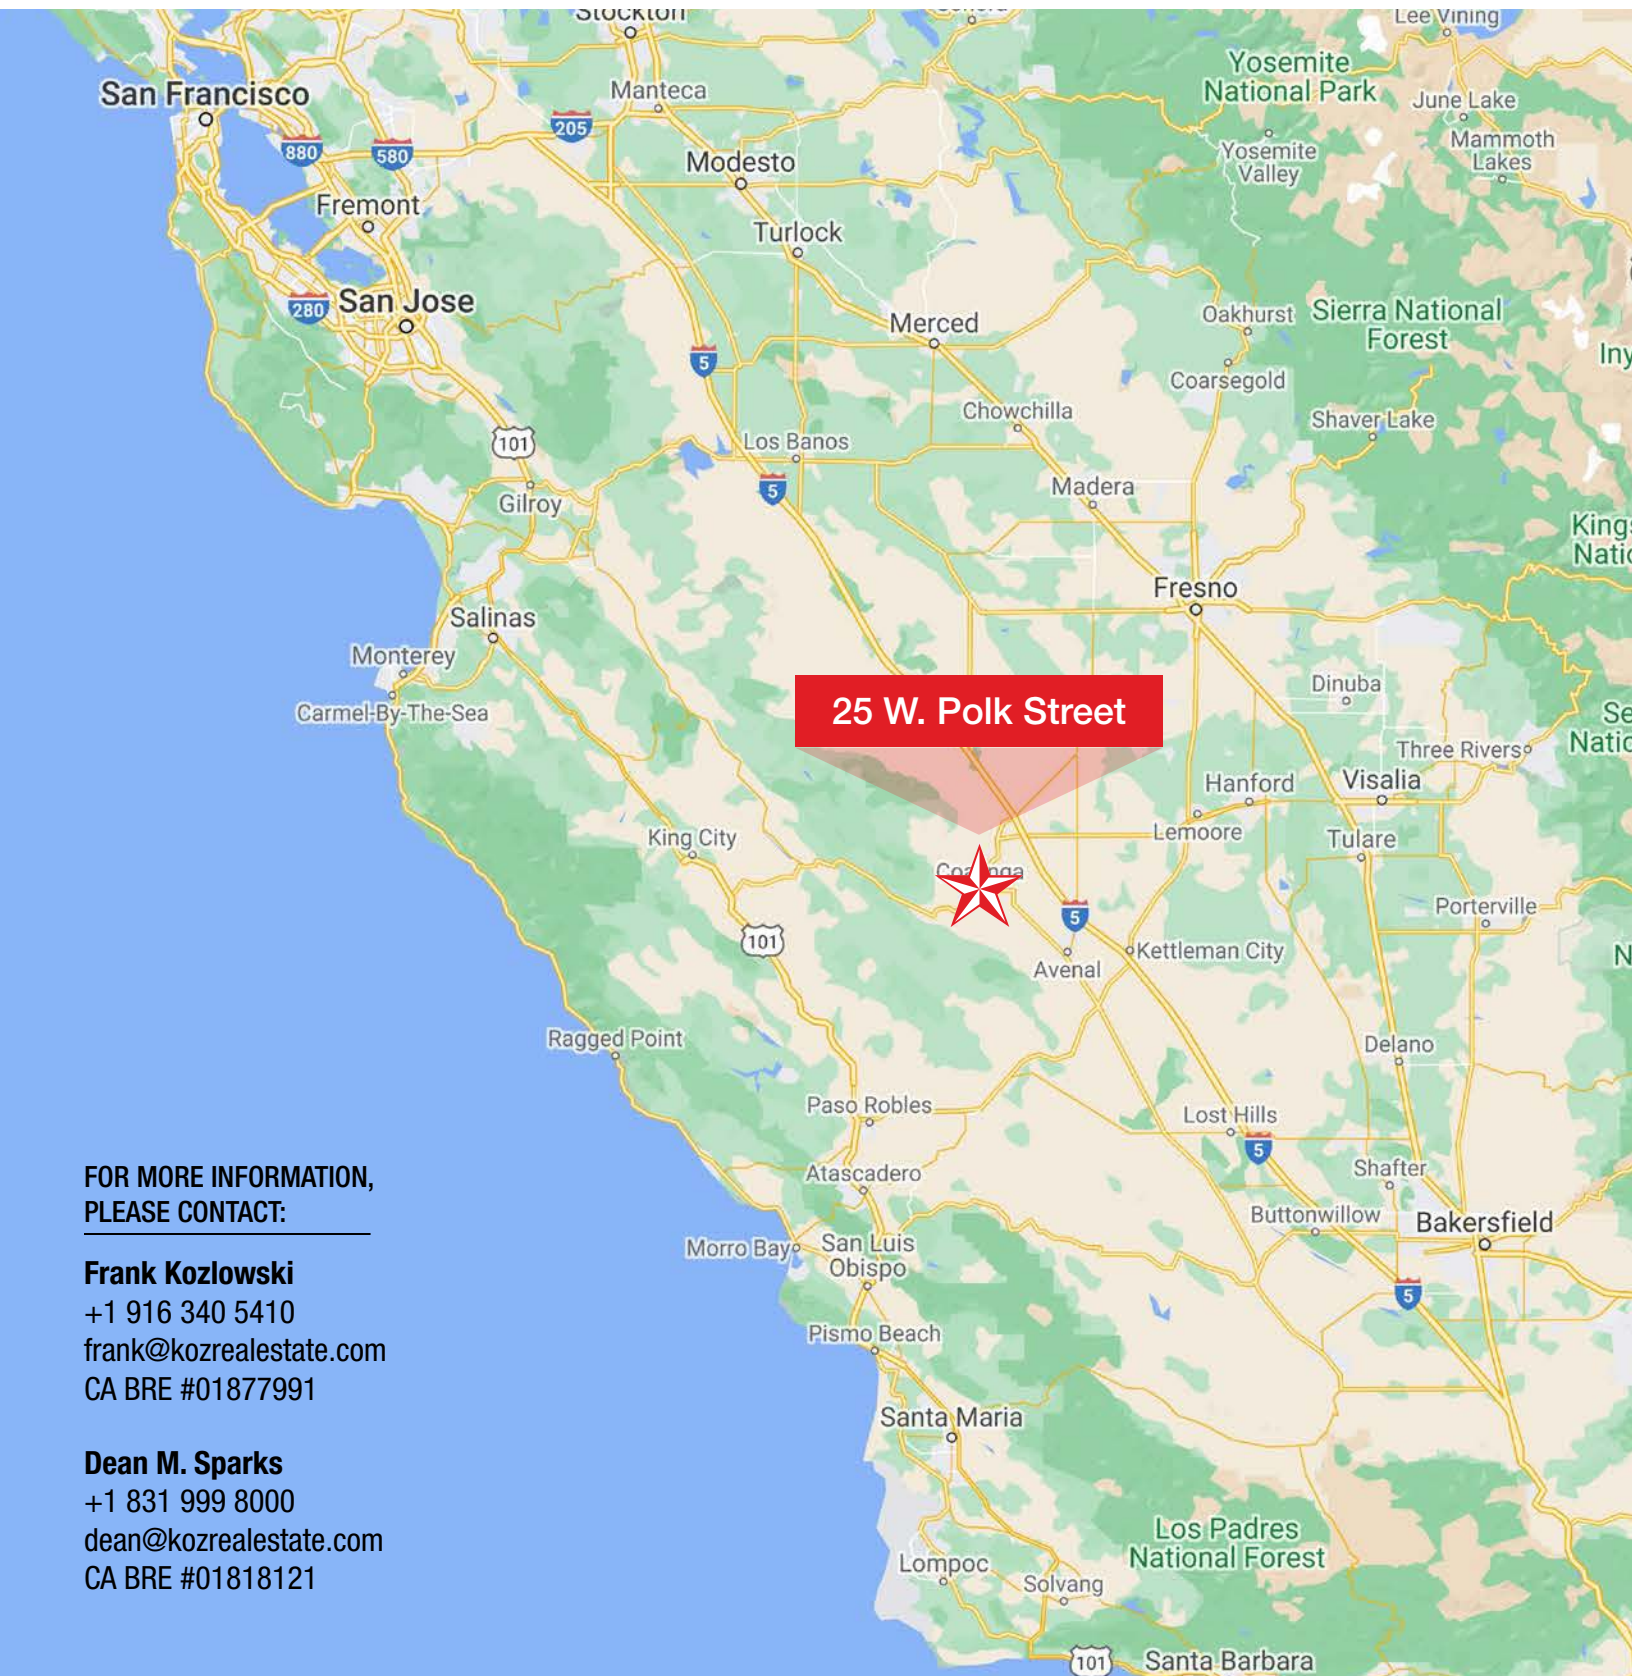 Stockton
Lee Vining
Yosemite
National Park
San Francisco
Manteca
June Lake
205
880
580
Mammoth
Lakes
Yosemite
Valley
Modesto
Fremont
Turlock
280
San Jose
Merced
Oakhurst
Sierra National
Forest
5
Coarsegold
Chowchilla
Shaver Lake
101
Los Banos
5
Madera
Gilroy
Fresno
Salinas
Monterey
Dinuba
Carmel-By-The-Sea
25 W. Polk Street
Three Rivers
Hanford
Visalia
King City
Lemoore
Tulare
5
Porterville
101
Kettleman City
Avenal
Ragged Point
Delano
Paso Robles
Lost Hills
5
Atascadero
Shafter
Buttonwillow
Bakersfield
Morro Bay
San Luis
Obispo
5
Pismo Beach
Santa Maria
Los Padres
National Forest
Lompoc
Solvang
101
Santa Barbara
FOR MORE INFORMATION,
PLEASE CONTACT:
Frank Kozlowski
+1 916 340 5410
frank@kozrealestate.com
CA BRE #01877991
Dean M. Sparks
+1 831 999 8000
dean@kozrealestate.com
CA BRE #01818121